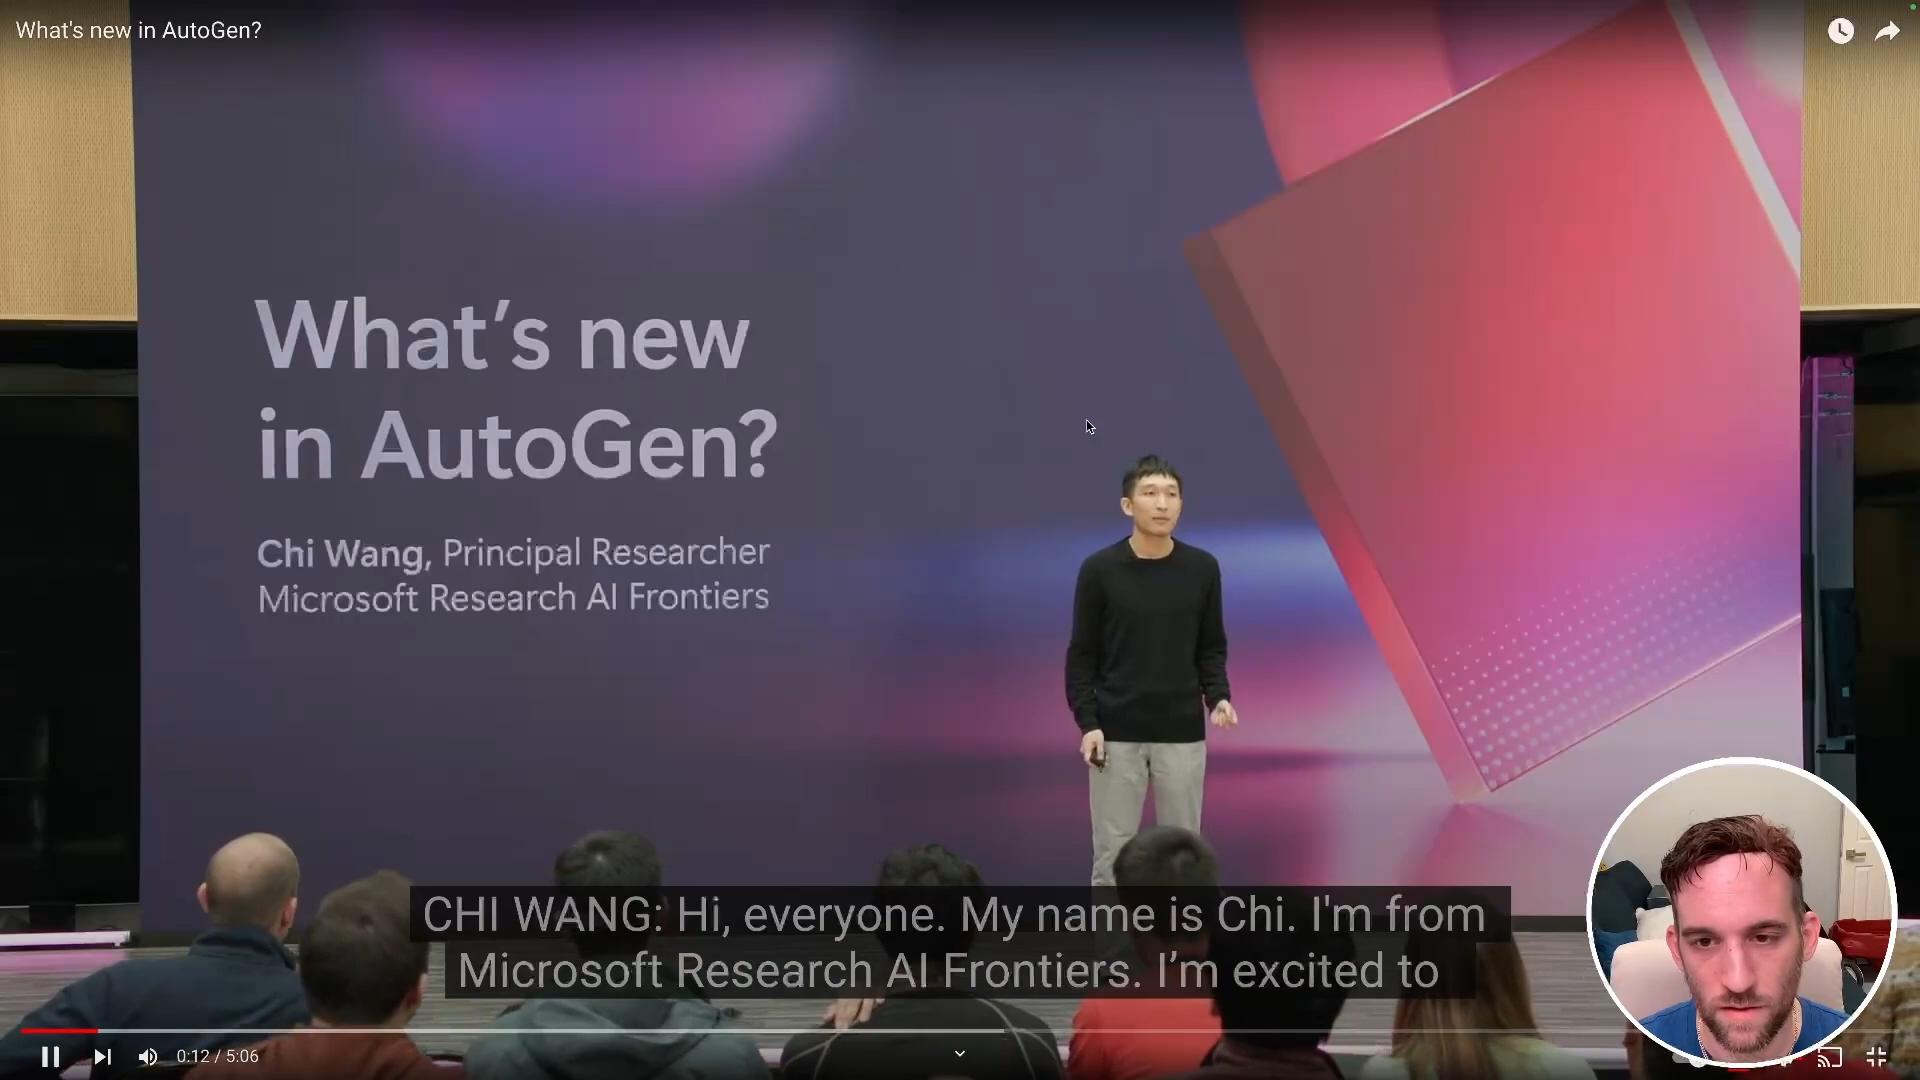 What's new in AutoGen?
What's new
in AutoGen?
Chi Wang, Principal Researcher
Microsoft Research AI Frontiers
CHI WANG: Hi, everyone. My name is Chi. I'm from
Microsoft Research AI Frontiers. I'm excited to
0:12 / 5:06